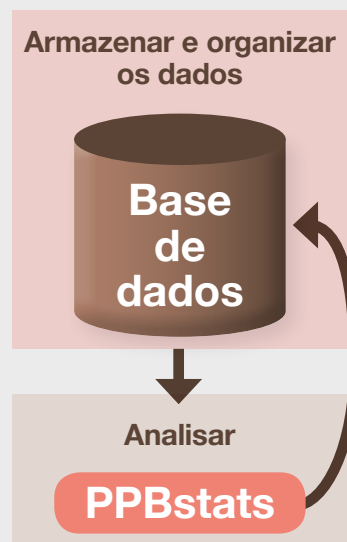 Armazenar e organizar
os dados
Base
de
dados
Analisar
PPBstats